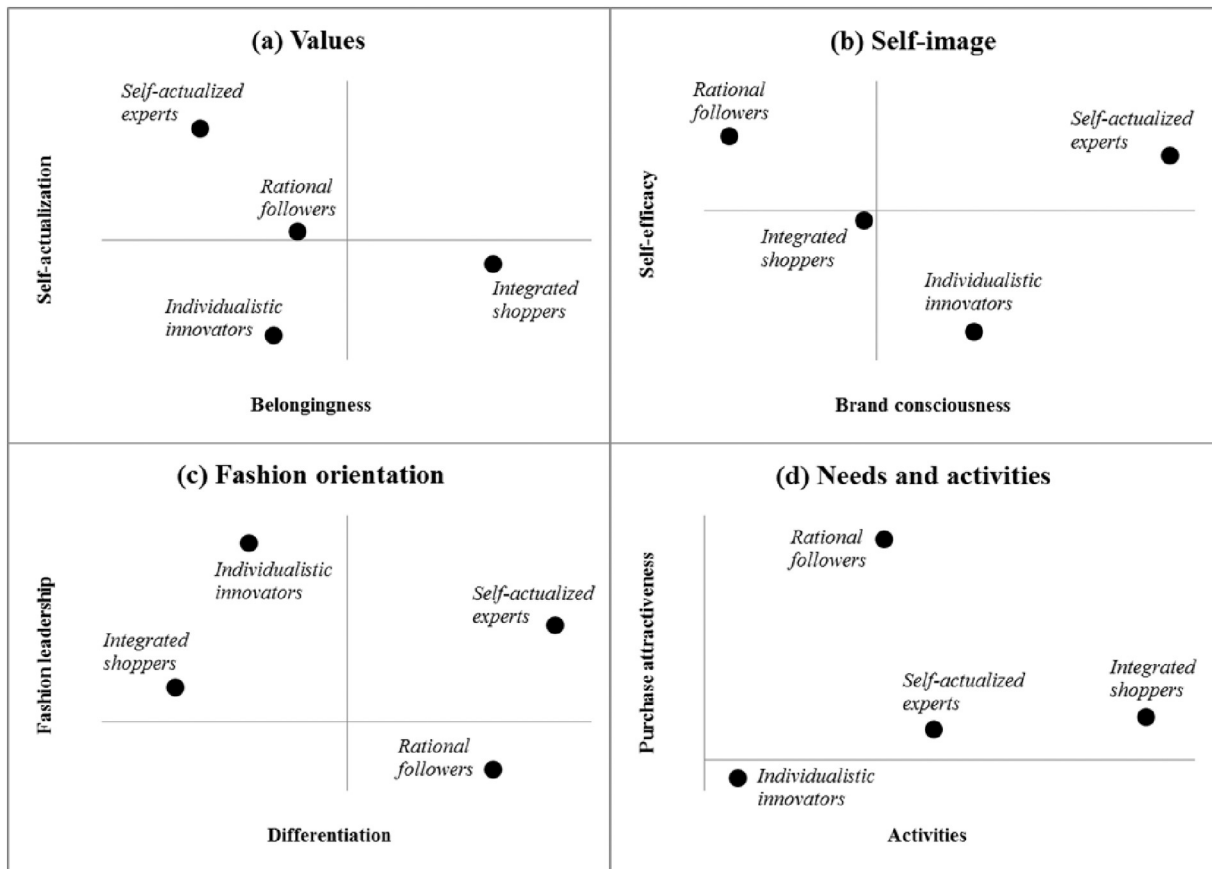 (a) Values
Self-actualized
experts
Rational
followers
Individualistic
innovators
Integrated
shoppers
Self-actualization
Belongingness
(b) Self-image
Rational
followers
Self-actualized
experts
Integrated
shoppers
Individualistic
innovators
Self-efficacy
Brand consciousness
(c) Fashion orientation
Individualistic
innovators
Self-actualized
experts
Integrated
shoppers
Rational
followers
Fashion leadership
Differentiation
(d) Needs and activities
Rational
followers
Self-actualized
experts
Integrated
shoppers
Individualistic
innovators
Purchase attractiveness
Activities